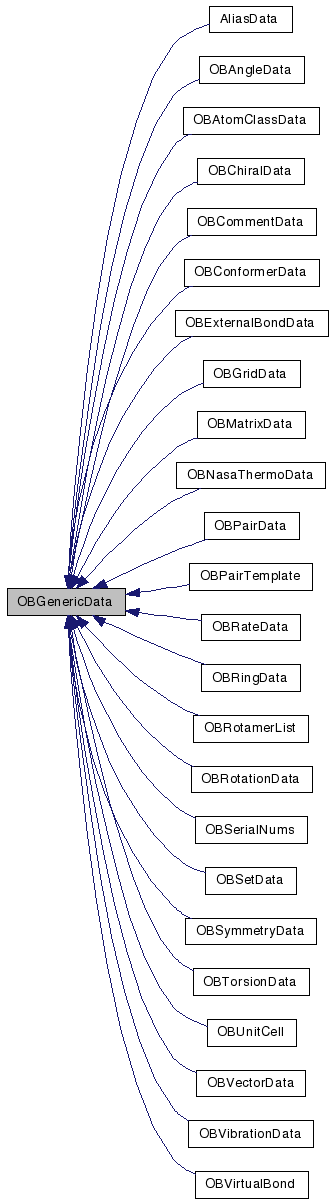 AliasData
OBAngleData
OBAtomClassData
OBChiralData
OBCommentData
OBConformerData
OBExternalBondData
OBGridData
OBMatrixData
OBNasaThermoData
OBPairData
OBPairTemplate
OBGenericData
OBRateData
OBRingData
OBRotamerList
OBRotationData
OBSerialNums
OBSetData
OBSymmetryData
OBTorsionData
OBUnitCell
OBVectorData
OBVibrationData
OBVirtualBond